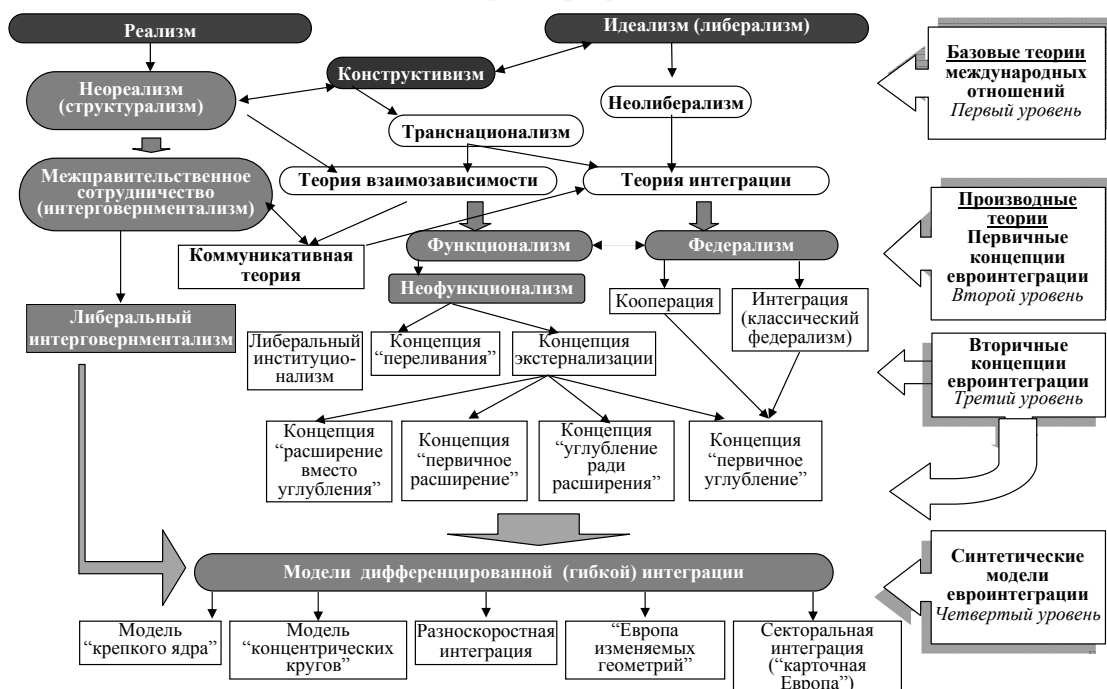 Реализм
Идеализм (либерализм)
Конструктивизм
Неореализм
(структурализм)
Неолиберализм
Транснационализм
Базовые теории
международных
отношений
Первый уровень
Межправительственное
сотрудничество
(интерговернментализм)
Теория взаимозависимости
Теория интеграции
Коммуникативная
теория
Функционализм
Федерализм
Производные
теории
Первичные
концепции
евроинтеграции
Второй уровень
Неофункционализм
Кооперация
Интеграция
(классический
федерализм)
Либеральный
интерговернментализм
Либеральный
институцио-
нализм
Концепция
“переливания”
Концепция
экстернализации
Вторичные
концепции
евроинтеграции
Третий уровень
Концепция
“расширение
вместо
углубления”
Концепция
“первичное
расширение”
Концепция
“углубление
ради
расширения”
Концепция
“первичное
углубление”
Модели дифференцированной (гибкой) интеграции
Синтетические
модели
евроинтеграции
Четвертый уровень
Модель
“крепкого ядра”
Модель
“концентрических
кругов”
Разноскоростная
интеграция
“Европа
изменяемых
геометрий”
Секторальная
интеграция
(“карточная
Европа”)